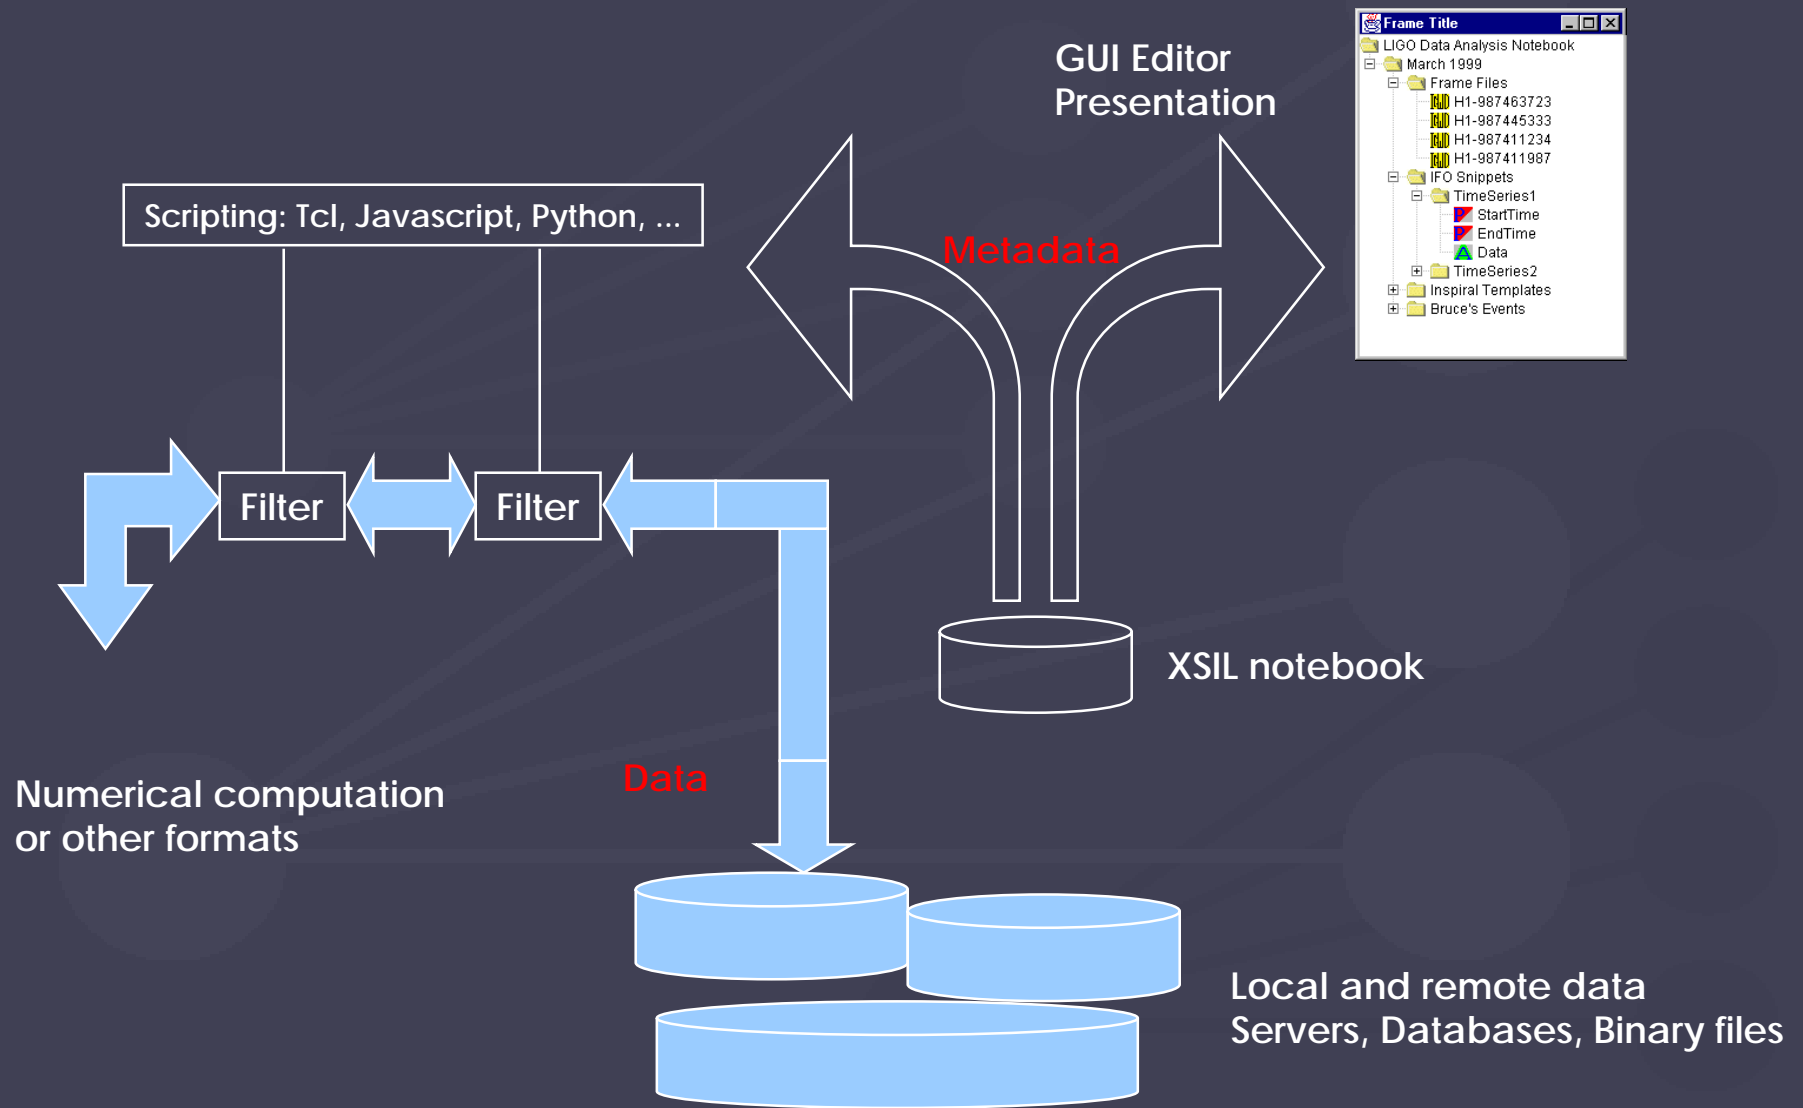 GUI Editor
Presentation
Frame Title
LIGO Data Analysis Notebook
March 1999
Frame Files
H1-987463723
H1-987445333
H1-987411234
H1-987411987
IFO Snippets
TimeSeries1
StartTime
EndTime
Data
TimeSeries2
Inspiral Templates
Bruce's Events
Scripting: Tcl, Javascript, Python, ...
Metadata
Filter
Filter
XSIL notebook
Data
Numerical computation
or other formats
Local and remote data
Servers, Databases, Binary files